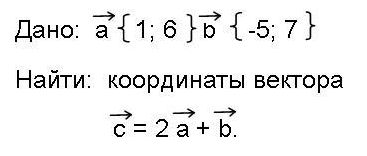 Дано: a⃗ { 1; 6 } b⃗ { -5; 7 }
Найти: координаты вектора
c⃗ = 2 a⃗ + b⃗.